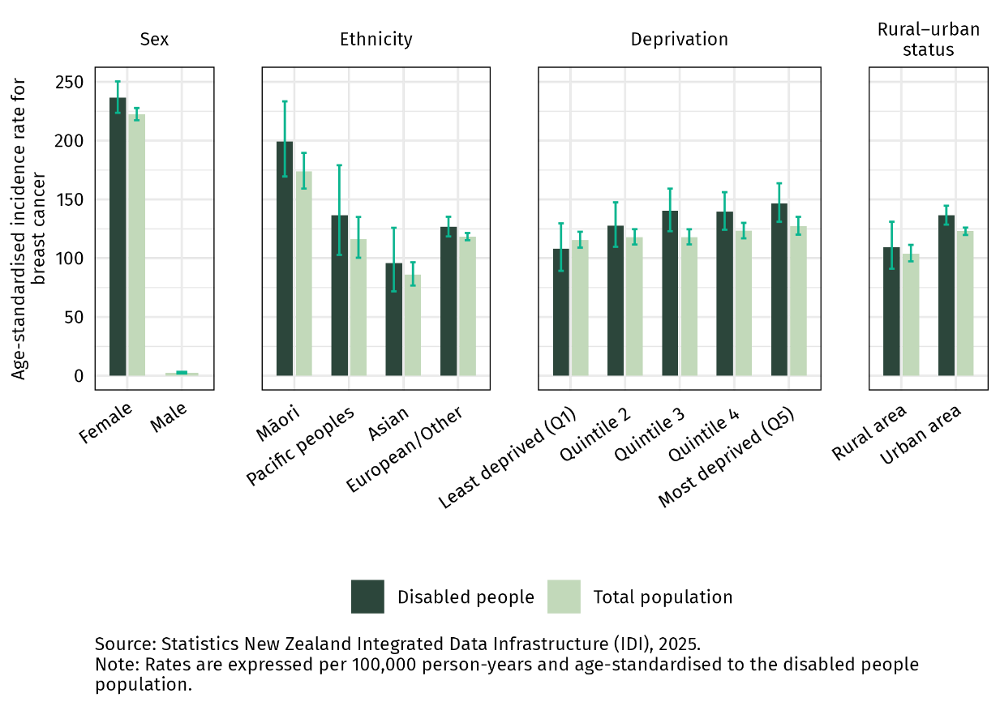 Sex
Ethnicity
Deprivation
Rural–urban
status
Age-standardised incidence rate for
breast cancer
250
200
150
100
50
0
Female
Male
Māori
Pacific peoples
Asian
European/Other
Least deprived (Q1)
Quintile 2
Quintile 3
Quintile 4
Most deprived (Q5)
Rural area
Urban area
Disabled people
Total population
Source: Statistics New Zealand Integrated Data Infrastructure (IDI), 2025.
Note: Rates are expressed per 100,000 person-years and age-standardised to the disabled people
population.